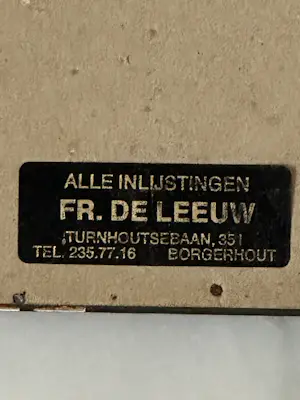 ALLE INLIJSTINGEN
FR. DE LEEUW
TURNHOUTSEBAAN, 351
TEL. 235.77.16 BORGERHOUT